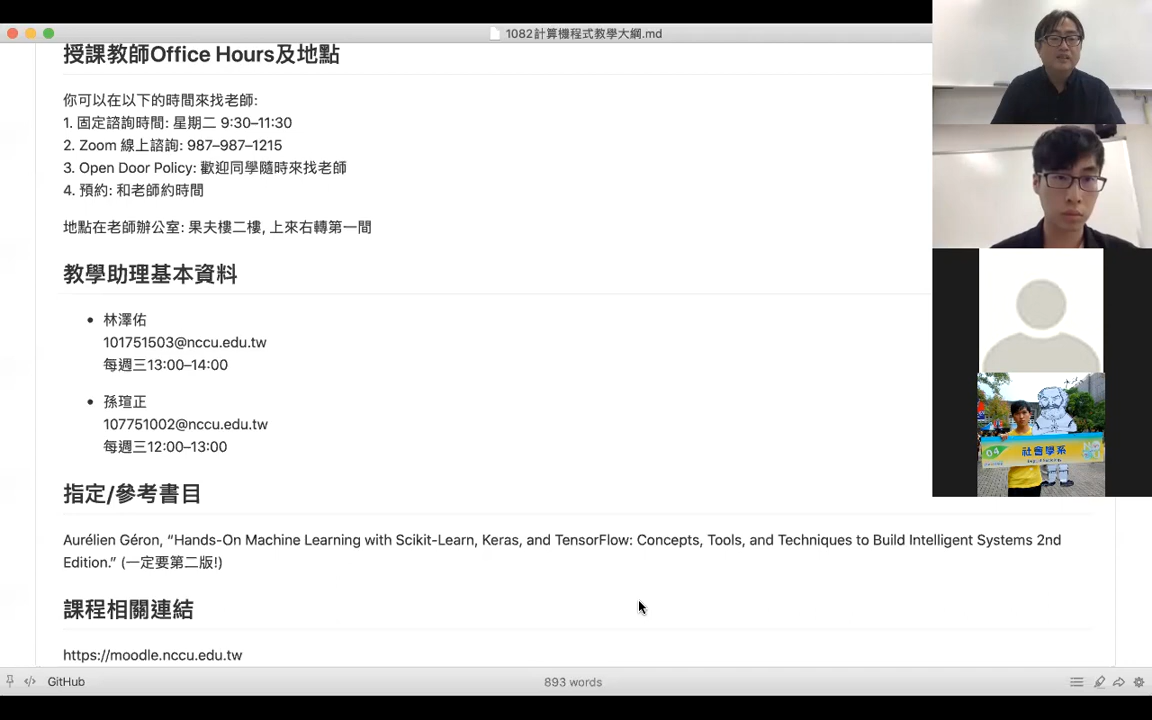 1082計算機程式教學大綱.md
授課教師Office Hours及地點
你可以在以下的時間來找老師:
1. 固定諮詢時間: 星期二 9:30–11:30
2. Zoom 線上諮詢: 987–987–1215
3. Open Door Policy: 歡迎同學隨時來找老師
4. 預約: 和老師約時間
地點在老師辦公室: 果夫樓二樓, 上來右轉第一間
教學助理基本資料
林澤佑
101751503@nccu.edu.tw
每週三13:00–14:00
孫瑄正
107751002@nccu.edu.tw
每週三12:00–13:00
指定/參考書目
Aurélien Géron, “Hands-On Machine Learning with Scikit-Learn, Keras, and TensorFlow: Concepts, Tools, and Techniques to Build Intelligent Systems 2nd
Edition.” (一定要第二版!)
課程相關連結
https://moodle.nccu.edu.tw
GitHub
893 words
04
社會學系